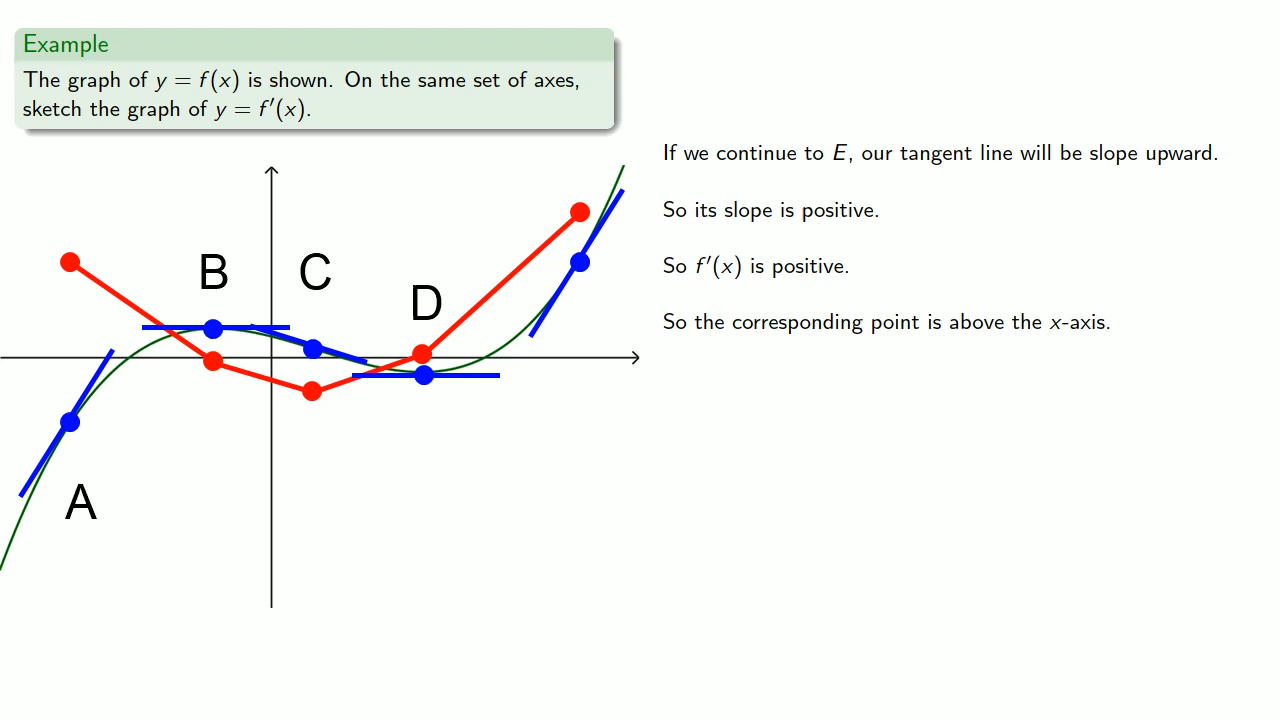 Example
The graph of y = f(x) is shown. On the same set of axes,
sketch the graph of y = f′(x).
If we continue to E, our tangent line will be slope upward.
So its slope is positive.
So f′(x) is positive.
So the corresponding point is above the x-axis.
B
C
D
A